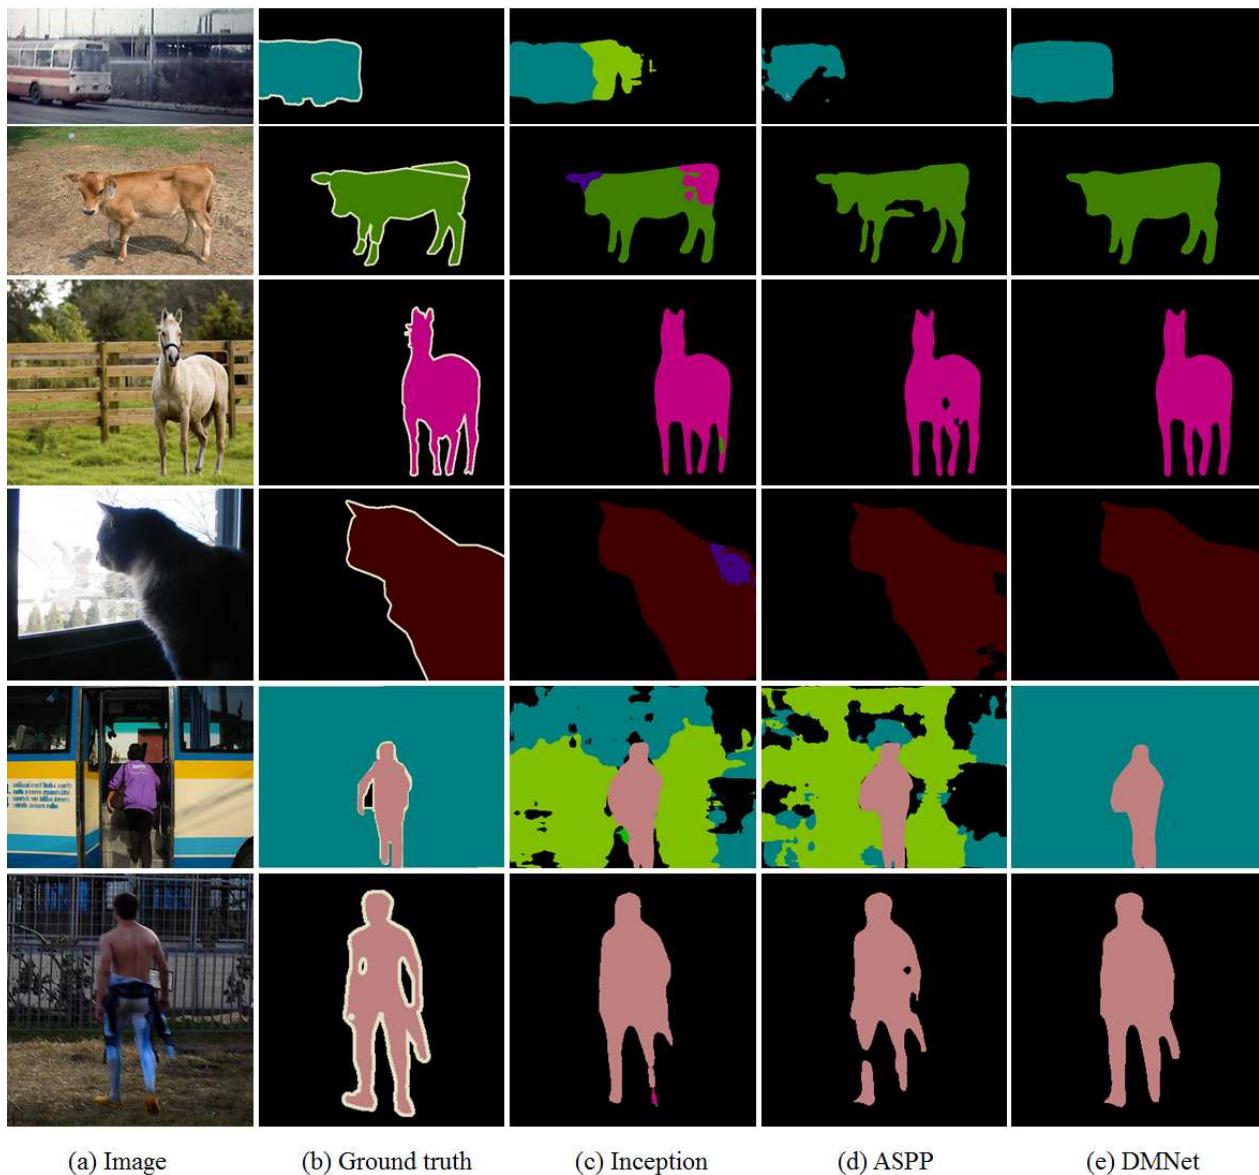 (a) Image
(b) Ground truth
(c) Inception
(d) ASPP
(e) DMNet